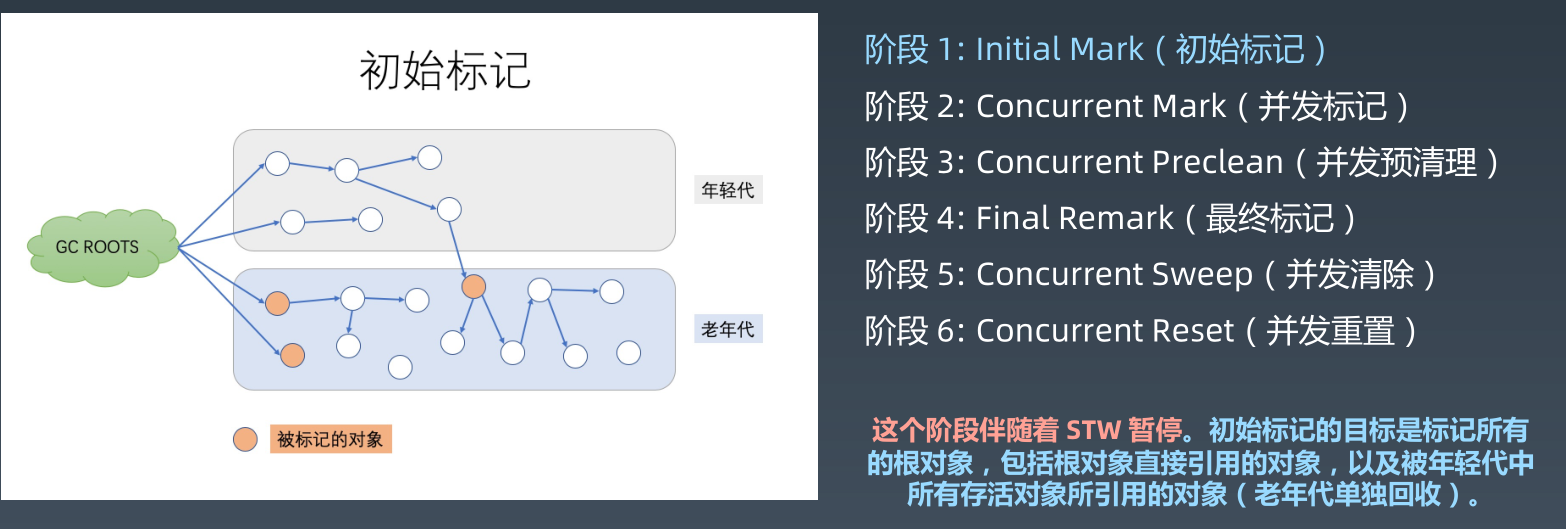 初始标记
GC ROOTS
年轻代
老年代
被标记的对象
阶段 1: Initial Mark（初始标记）
阶段 2: Concurrent Mark（并发标记）
阶段 3: Concurrent Preclean（并发预清理）
阶段 4: Final Remark（最终标记）
阶段 5: Concurrent Sweep（并发清除）
阶段 6: Concurrent Reset（并发重置）
这个阶段伴随着 STW 暂停。初始标记的目标是标记所有
的根对象，包括根对象直接引用的对象，以及被年轻代中
所有存活对象所引用的对象（老年代单独回收）。